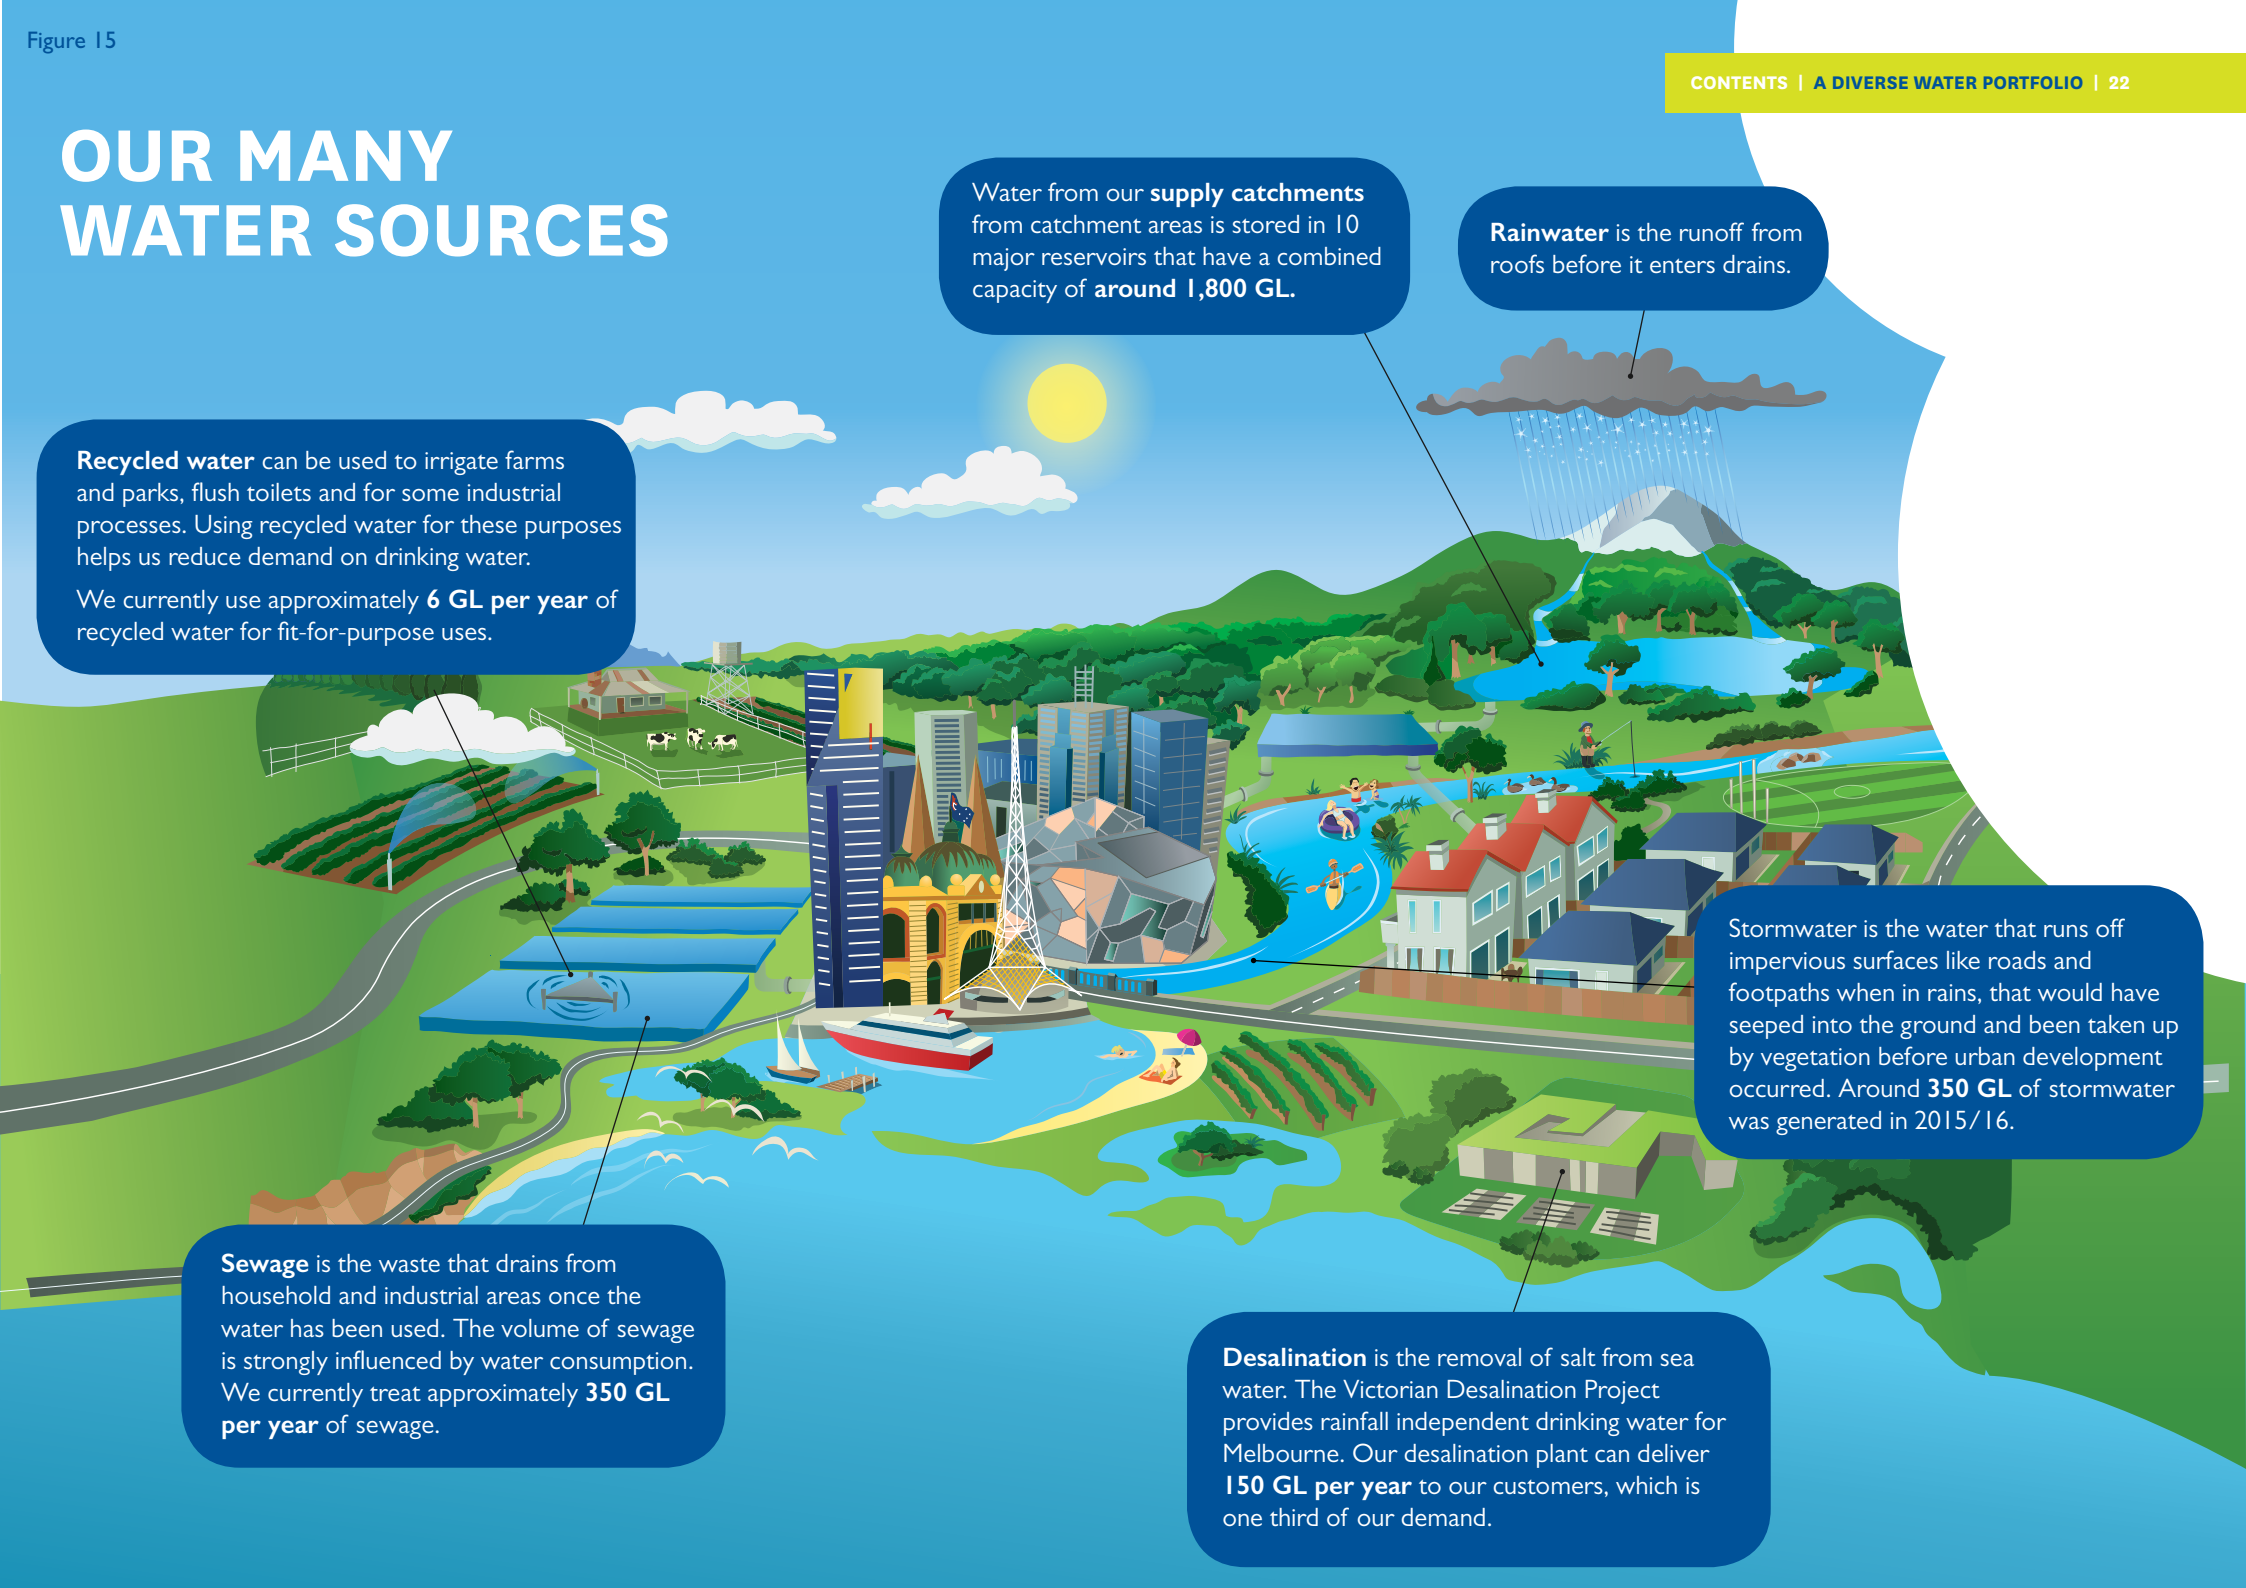 Figure 15
CONTENTS | A DIVERSE WATER PORTFOLIO | 22
OUR MANY
WATER SOURCES
Water from our supply catchments
from catchment areas is stored in 10
major reservoirs that have a combined
capacity of around 1,800 GL.
Rainwater is the runoff from
roofs before it enters drains.
Recycled water can be used to irrigate farms
and parks, flush toilets and for some industrial
processes. Using recycled water for these purposes
helps us reduce demand on drinking water.
We currently use approximately 6 GL per year of
recycled water for fit-for-purpose uses.
Stormwater is the water that runs off
impervious surfaces like roads and
footpaths when in rains, that would have
seeped into the ground and been taken up
by vegetation before urban development
occurred. Around 350 GL of stormwater
was generated in 2015/16.
Sewage is the waste that drains from
household and industrial areas once the
water has been used. The volume of sewage
is strongly influenced by water consumption.
We currently treat approximately 350 GL
per year of sewage.
Desalination is the removal of salt from sea
water. The Victorian Desalination Project
provides rainfall independent drinking water for
Melbourne. Our desalination plant can deliver
150 GL per year to our customers, which is
one third of our demand.